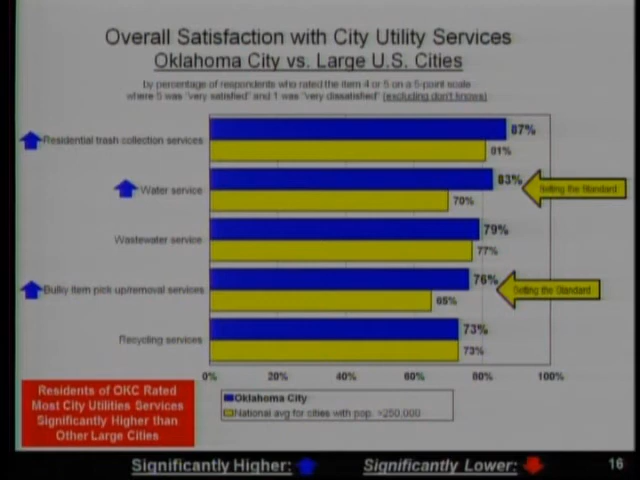 Overall Satisfaction with City Utility Services
Oklahoma City vs. Large U.S. Cities
by percentage of respondents who rated the item 4 or 5 on a 5-point scale
where 5 was "very satisfied" and 1 was "very dissatisfied" (excluding don't knows)
Residential trash collection services
87%
81%
Water service
83%
70%
Setting the Standard
Wastewater service
79%
77%
Bulky item pick up/removal services
76%
65%
Setting the Standard
Recycling services
73%
73%
0% 20% 40% 60% 80% 100%
Residents of OKC Rated
Most City Utilities Services
Significantly Higher than
Other Large Cities
Oklahoma City
National avg for cities with pop. >250,000
Significantly Higher: Significantly Lower: 16